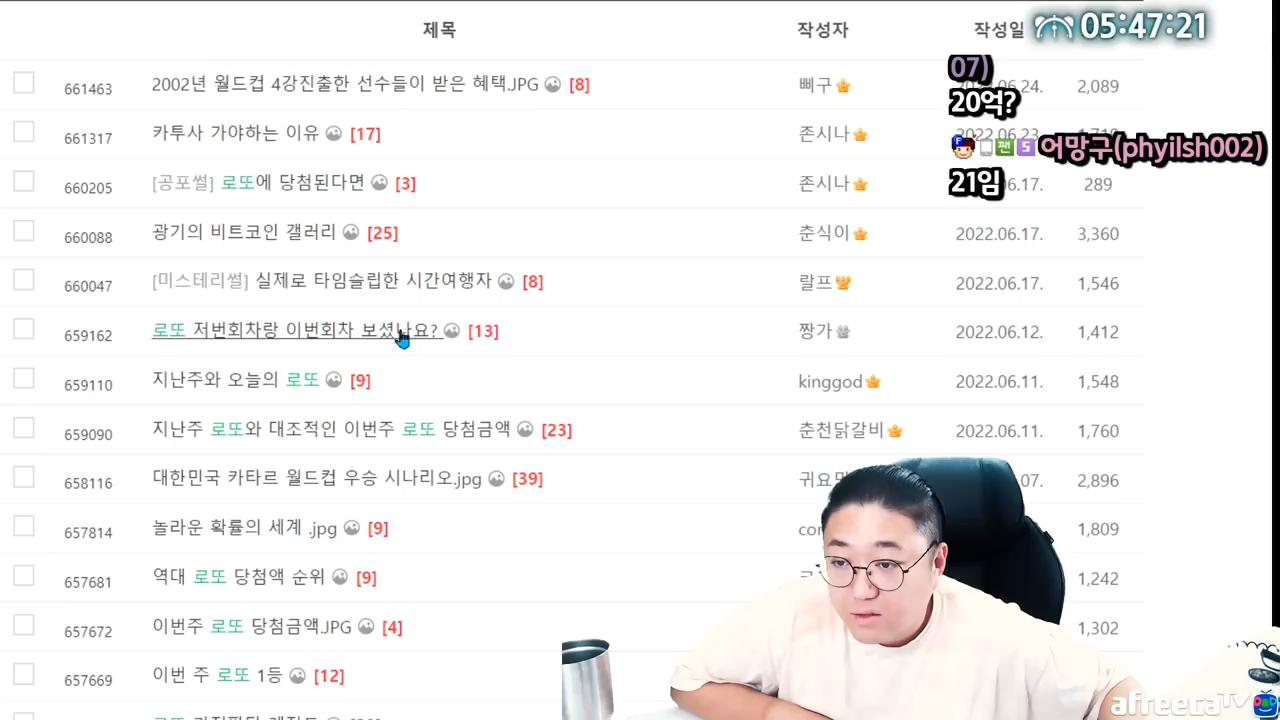 제목 작성자 작성일 05:47:21
661463 2002년 월드컵 4강진출한 선수들이 받은 혜택.JPG [8] 삐구 24. 2,089
07)
20억?
661317 카투사 가야하는 이유 [17] 존시나 2022.06.23
팬 5 어망구(phyilsh002)
21임
660205 [공포썰] 로또에 당첨된다면 [3] 존시나 06.17. 289
660088 광기의 비트코인 갤러리 [25] 춘식이 2022.06.17. 3,360
660047 [미스테리썰] 실제로 타임슬립한 시간여행자 [8] 랄프 2022.06.17. 1,546
659162 로또 저번회차랑 이번회차 보셨나요? [13] 짱가 2022.06.12. 1,412
659110 지난주와 오늘의 로또 [9] kinggod 2022.06.11. 1,548
659090 지난주 로또와 대조적인 이번주 로또 당첨금액 [23] 춘천닭갈비 2022.06.11. 1,760
658116 대한민국 카타르 월드컵 우승 시나리오.jpg [39] 귀요 07. 2,896
657814 놀라운 확률의 세계 .jpg [9] 1,809
657681 역대 로또 당첨액 순위 [9] 1,242
657672 이번주 로또 당첨금액.JPG [4] 1,302
657669 이번 주 로또 1등 [12]
로또
afreecaTV